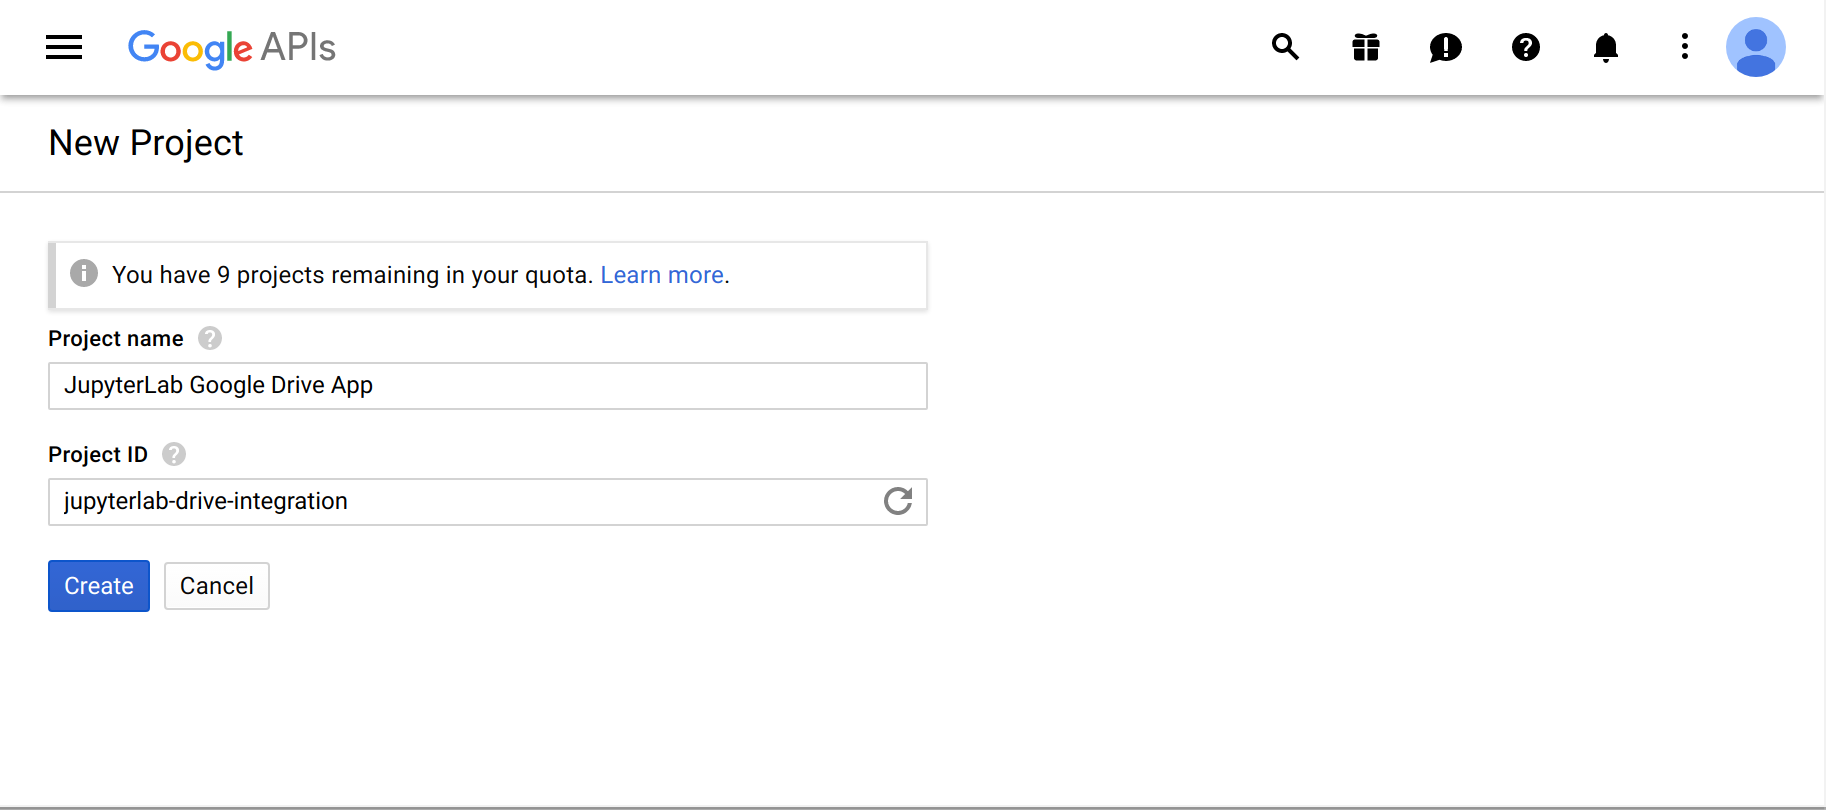 Google APIs
New Project
You have 9 projects remaining in your quota. Learn more.
Project name
JupyterLab Google Drive App
Project ID
jupyterlab-drive-integration
Create Cancel